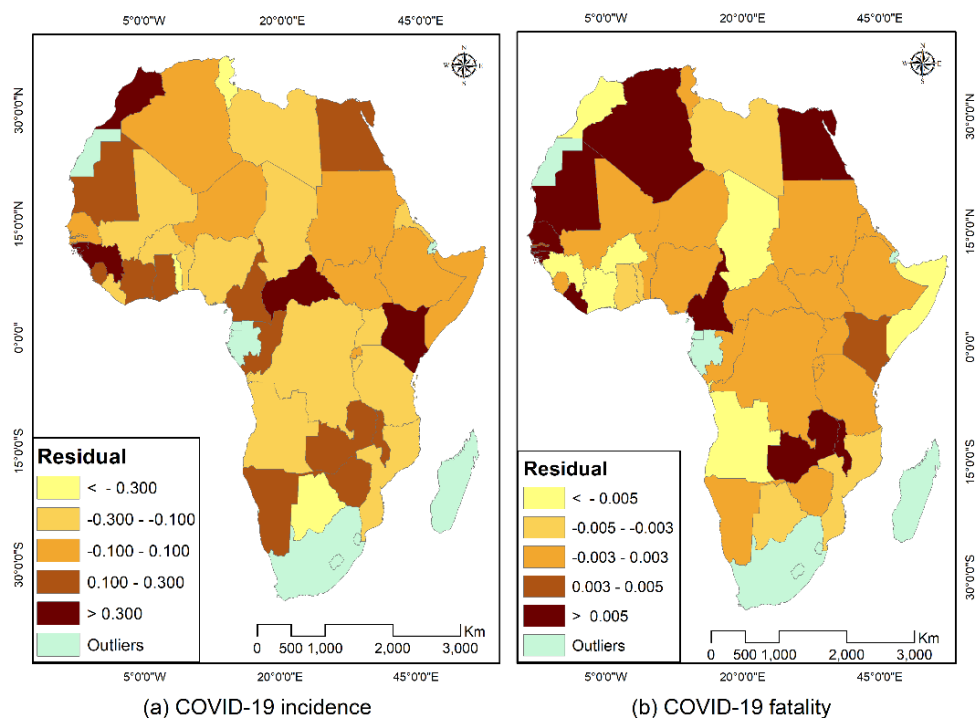 5°0'0"W 20°0'0"E 45°0'0"E
5°0'0"W 20°0'0"E 45°0'0"E
(a)
N
W E
S
30°0'0"N
15°0'0"N
0°0'0"
15°0'0"S
30°0'0"S
Residual
< - 0.300
-0.300 - -0.100
-0.100 - 0.100
0.100 - 0.300
> 0.300
Outliers
Km
0 500 1,000 2,000 3,000
5°0'0"W 20°0'0"E 45°0'0"E
(a) COVID-19 incidence
(b)
N
W E
S
30°0'0"N
15°0'0"N
0°0'0"
15°0'0"S
30°0'0"S
Residual
< - 0.005
-0.005 - -0.003
-0.003 - 0.003
0.003 - 0.005
> 0.005
Outliers
Km
0 500 1,000 2,000 3,000
5°0'0"W 20°0'0"E 45°0'0"E
(b) COVID-19 fatality